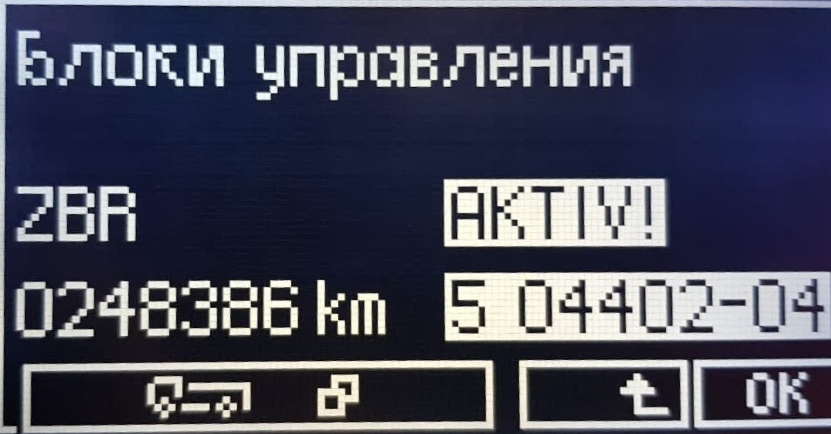 Блоки управления
ZBR AKTIV!
0248386 km 5 04402-04
OK